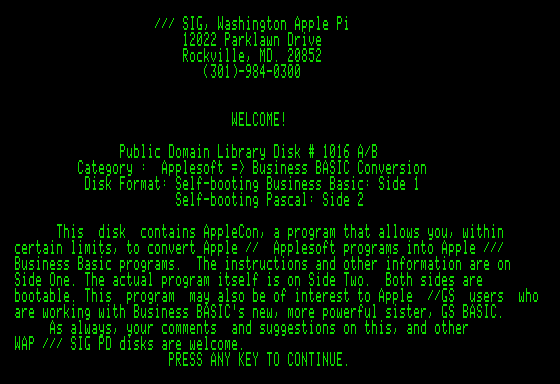 /// SIG, Washington Apple Pi
12022 Parklawn Drive
Rockville, MD. 20852
(301)-984-0300
WELCOME!
Public Domain Library Disk # 1016 A/B
Category :  Applesoft => Business BASIC Conversion
Disk Format: Self-booting Business Basic: Side 1
Self-booting Pascal: Side 2
This  disk  contains AppleCon, a program that allows you, within
certain limits, to convert Apple //  Applesoft programs into Apple ///
Business Basic programs.  The instructions and other information are on
Side One. The actual program itself is on Side Two.  Both sides are
bootable. This  program  may also be of interest to Apple  //GS  users  who
are working with Business BASIC's new, more powerful sister, GS BASIC.
As always, your comments  and suggestions on this, and other
WAP /// SIG PD disks are welcome.
PRESS ANY KEY TO CONTINUE.